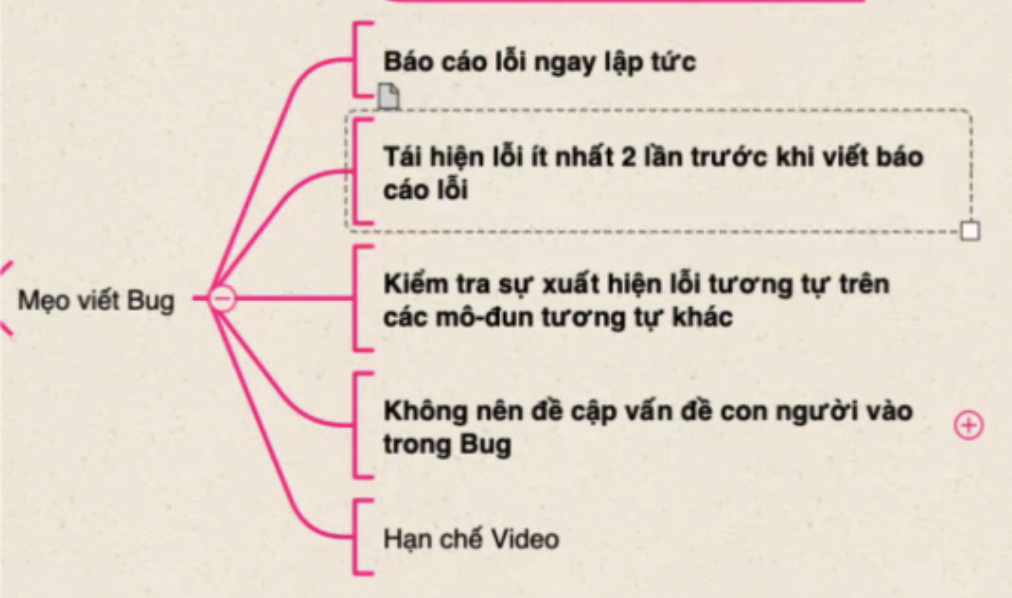 Báo cáo lỗi ngay lập tức
Tái hiện lỗi ít nhất 2 lần trước khi viết báo
cáo lỗi
Mẹo viết Bug
Kiểm tra sự xuất hiện lỗi tương tự trên
các mô-đun tương tự khác
Không nên đề cập vấn đề con người vào
trong Bug
Hạn chế Video